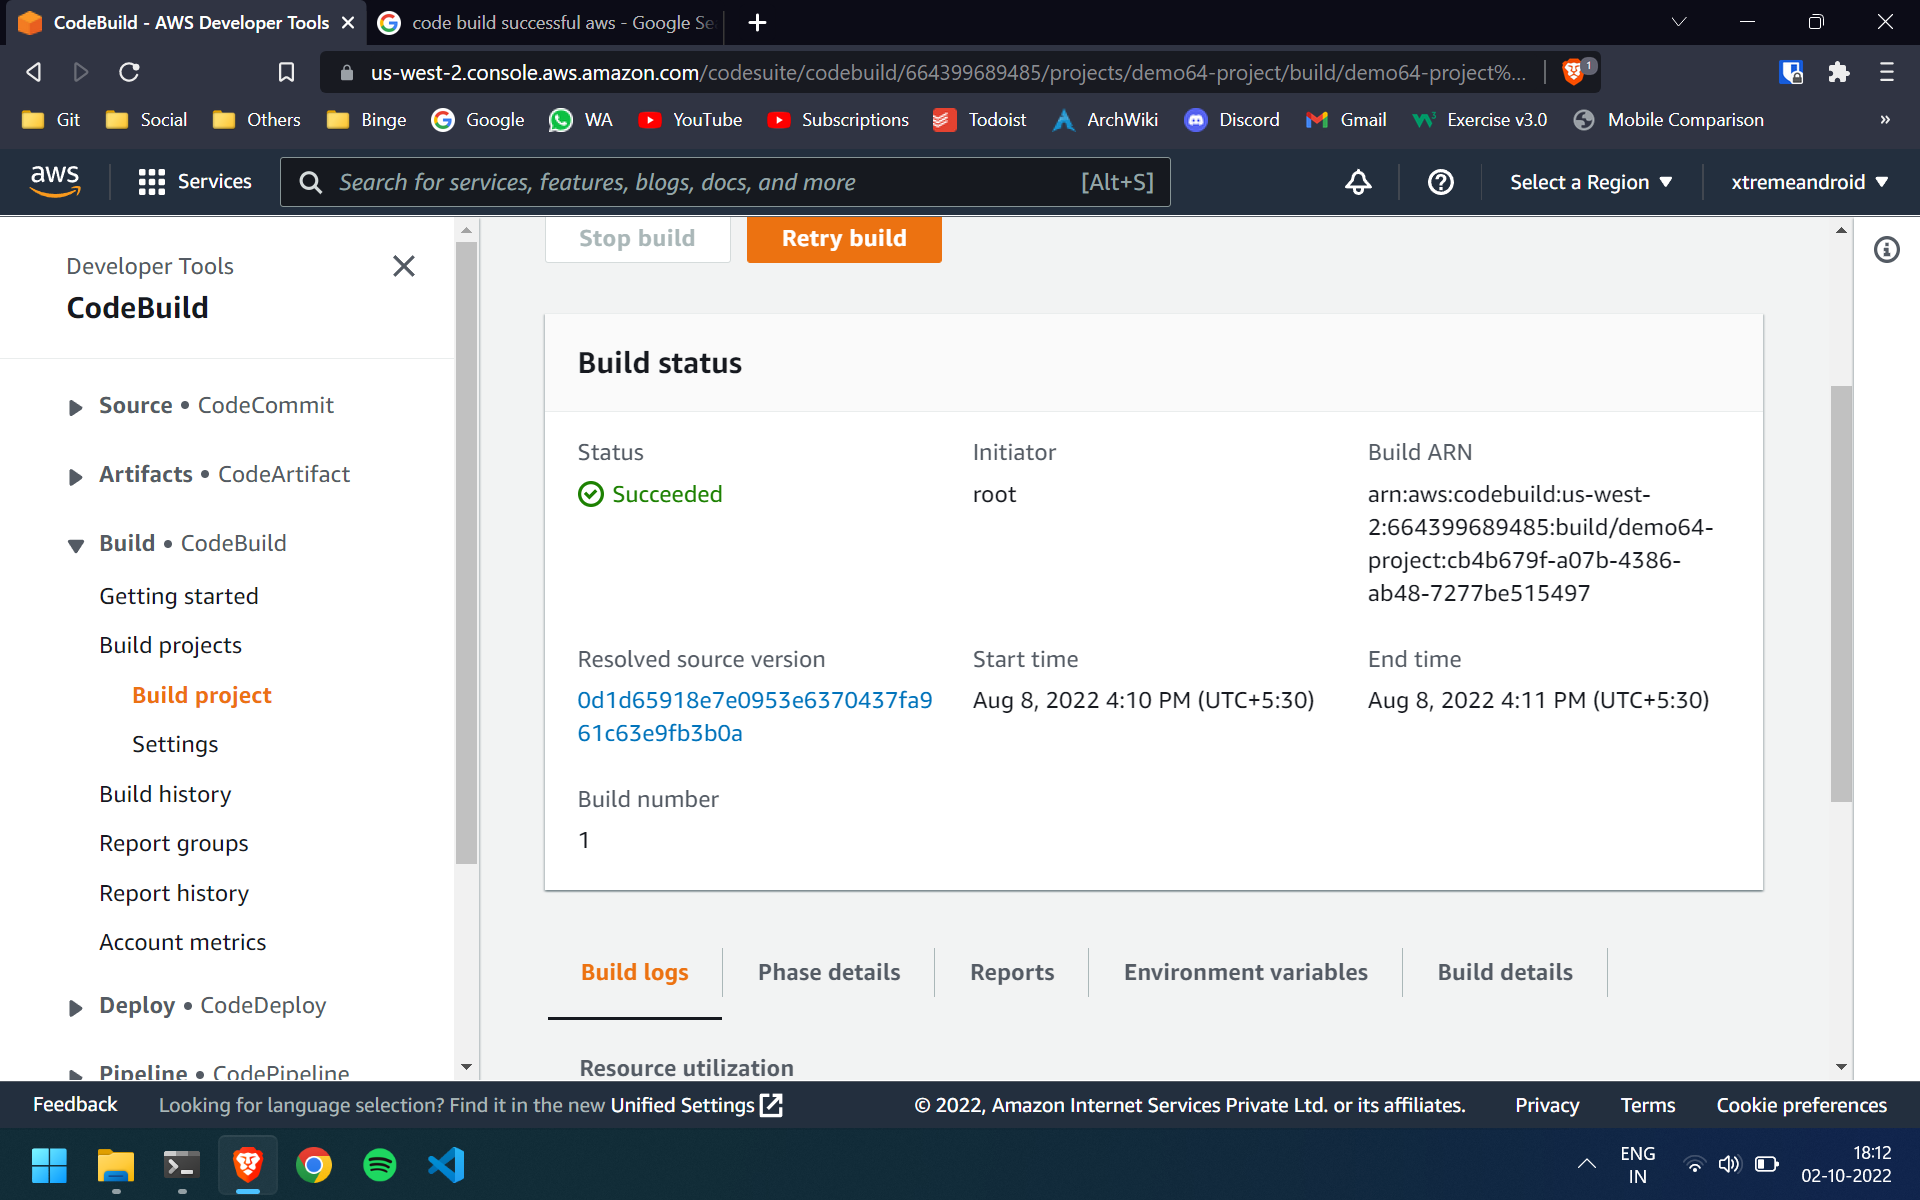 CodeBuild - AWS Developer Tools
code build successful aws - Google Se
us-west-2.console.aws.amazon.com/codesuite/codebuild/664399689485/projects/demo64-project/build/demo64-project%...
1
Git
Social
Others
Binge
Google
WA
YouTube
Subscriptions
Todoist
ArchWiki
Discord
Gmail
Exercise v3.0
Mobile Comparison
»
aws
Services
Search for services, features, blogs, docs, and more
[Alt+S]
Select a Region
xtremeandroid
Developer Tools
CodeBuild
Source • CodeCommit
Artifacts • CodeArtifact
Build • CodeBuild
Getting started
Build projects
Build project
Settings
Build history
Report groups
Report history
Account metrics
Deploy • CodeDeploy
Pipeline • CodePipeline
Stop build
Retry build
Build status
Status
Succeeded
Initiator
root
Build ARN
arn:aws:codebuild:us-west-
2:664399689485:build/demo64-
project:cb4b679f-a07b-4386-
ab48-7277be515497
Resolved source version
0d1d65918e7e0953e6370437fa9
61c63e9fb3b0a
Start time
Aug 8, 2022 4:10 PM (UTC+5:30)
End time
Aug 8, 2022 4:11 PM (UTC+5:30)
Build number
1
Build logs
Phase details
Reports
Environment variables
Build details
Resource utilization
Feedback
Looking for language selection? Find it in the new Unified Settings
© 2022, Amazon Internet Services Private Ltd. or its affiliates.
Privacy
Terms
Cookie preferences
ENG
IN
18:12
02-10-2022